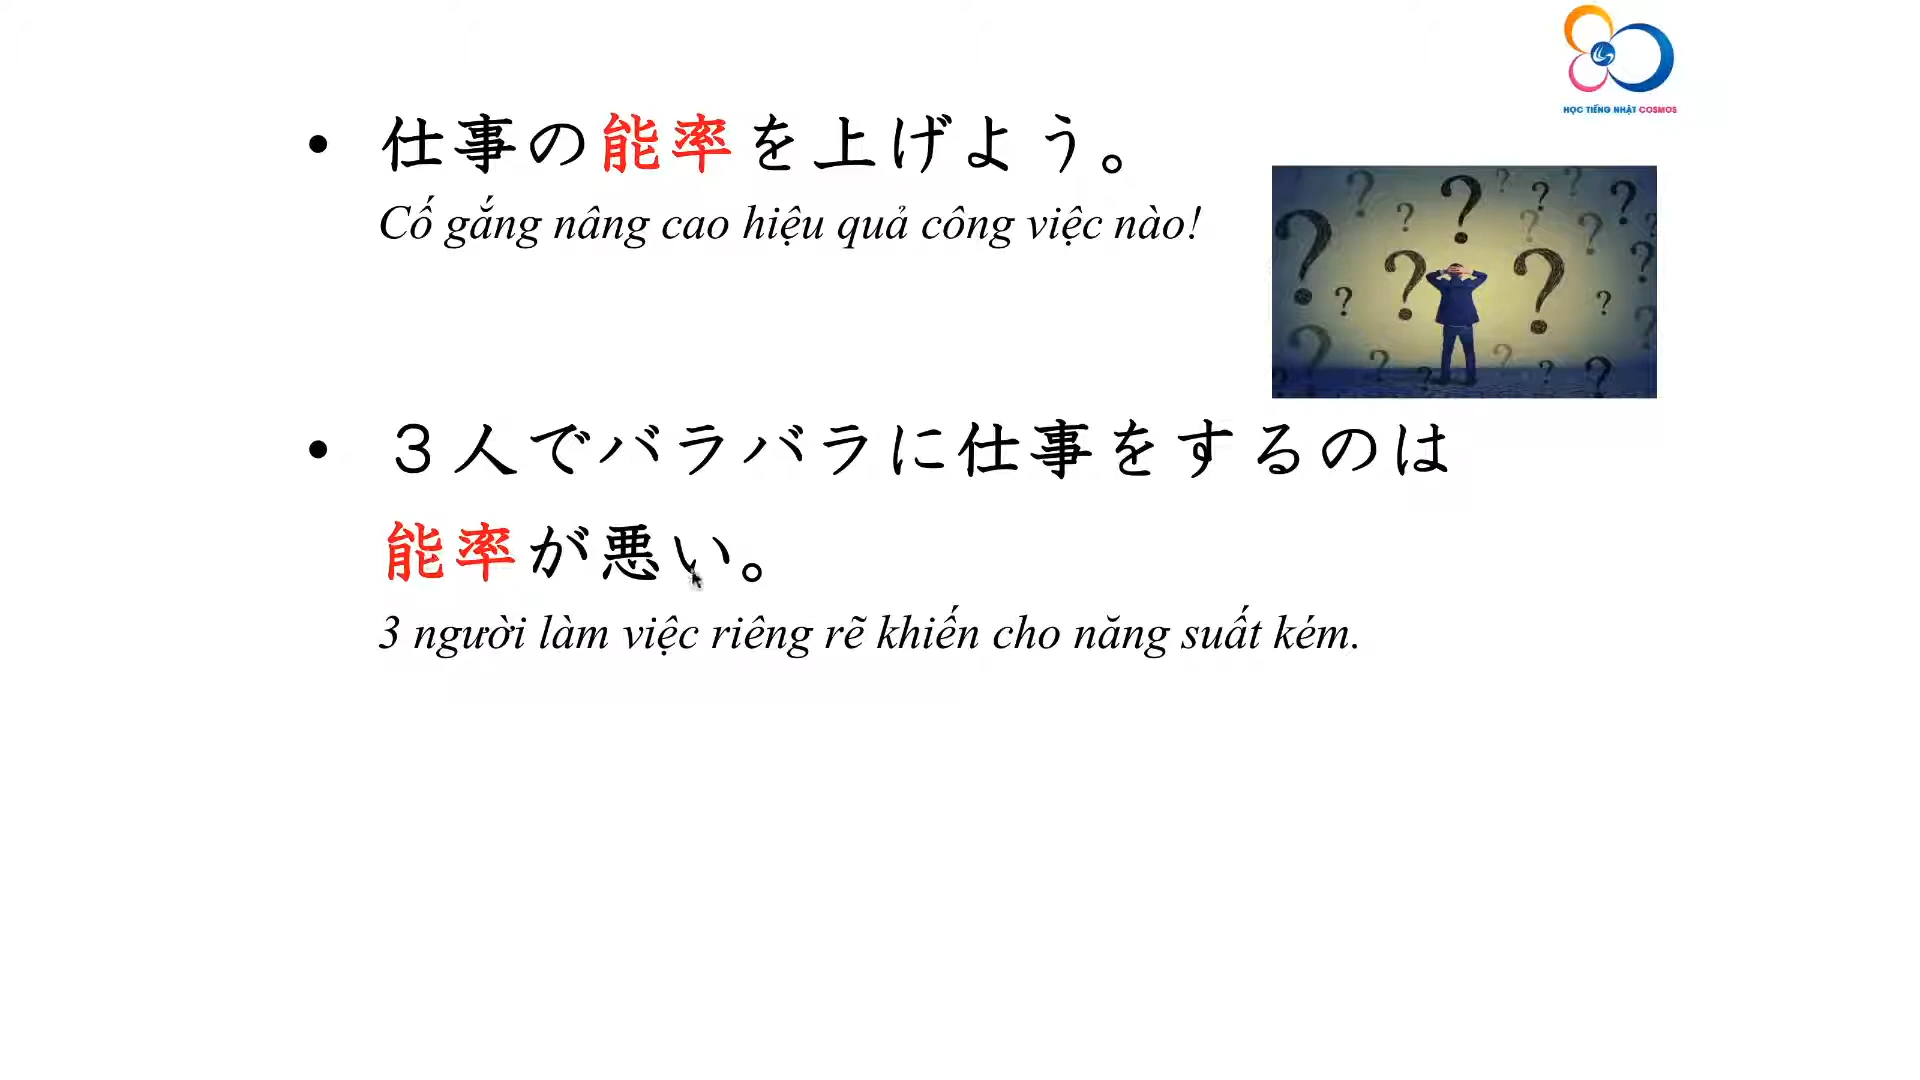 HỌC TIẾNG NHẬT COSMOS
• 仕事の能率を上げよう。
Cố gắng nâng cao hiệu quả công việc nào!
• ３人でバラバラに仕事をするのは
能率が悪い。
3 người làm việc riêng rẽ khiến cho năng suất kém.